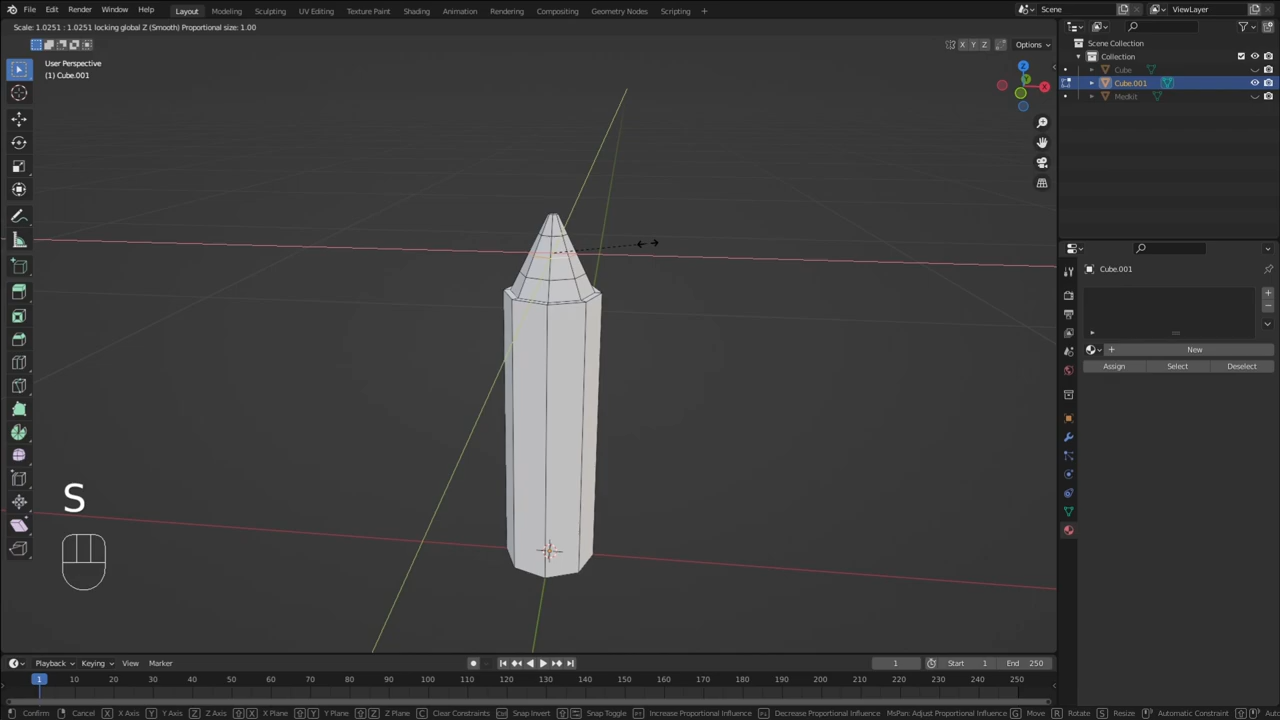 File Edit Render Window Help
Layout Modeling Sculpting UV Editing Texture Paint Shading Animation Rendering Compositing Geometry Nodes Scripting +
Scene
ViewLayer
Scale: 1.0251 : 1.0251 locking global Z (Smooth) Proportional size: 1.00
X Y Z
Options
User Perspective
(1) Cube.001
Z
X
Scene Collection
Collection
Cube
Cube.001
Medkit
Cube.001
New
Assign Select Deselect
S
Playback Keying View Marker
1
Start 1
End 250
1 10 20 30 40 50 60 70 80 90 100 110 120 130 140 150 160 170 180 190 200 210 220 230 240 250
Confirm Cancel X X Axis Y Y Axis Z Z Axis X X Plane Y Y Plane Z Z Plane C Clear Constraints Snap Invert Snap Toggle Increase Proportional Influence Decrease Proportional Influence MsPan: Adjust Proportional Influence G Move R Rotate S Resize Automatic Constraint